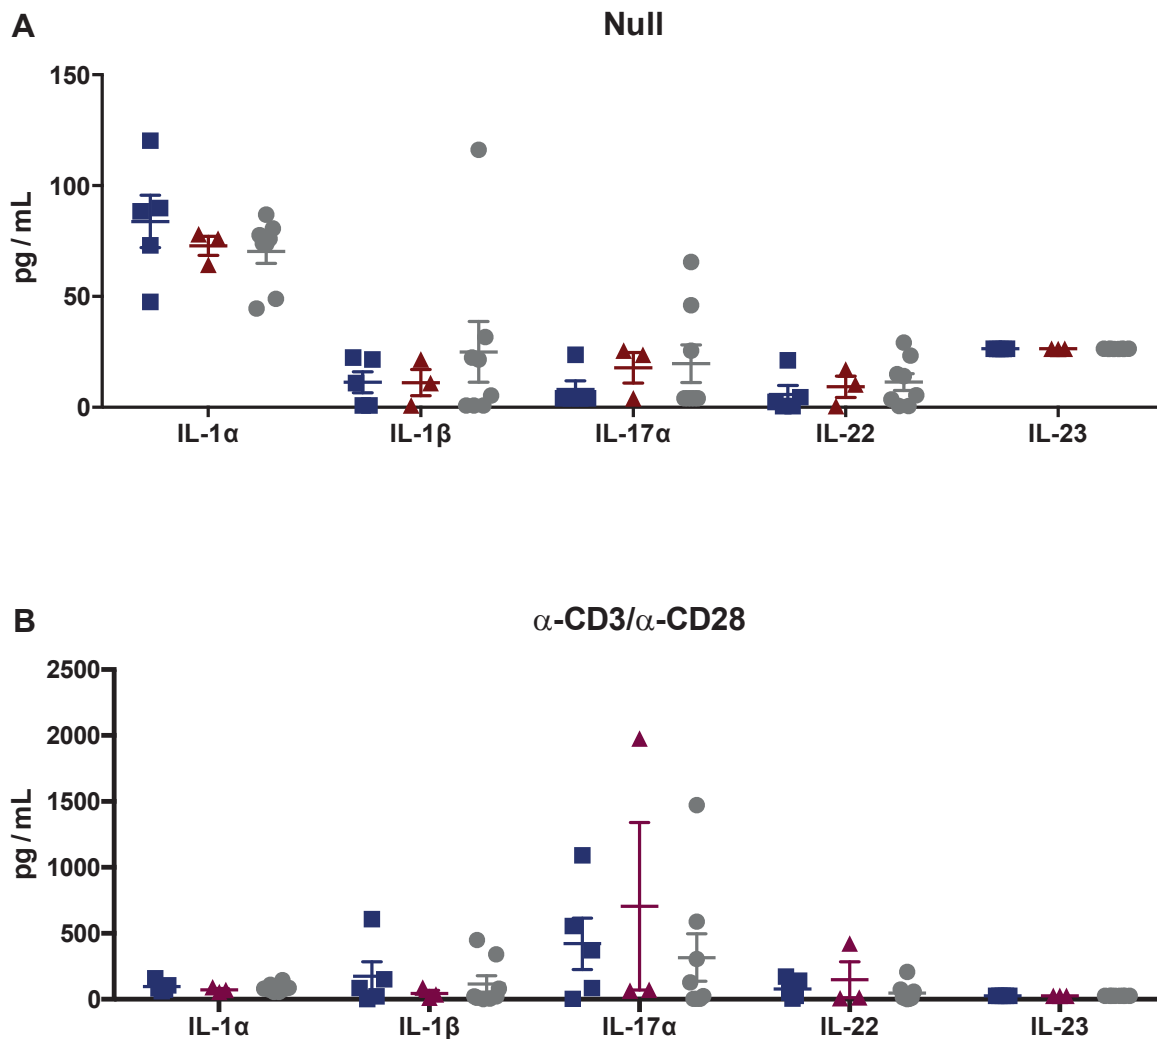 A
Null
150
100
50
0
pg / mL
IL-1α
IL-1β
IL-17α
IL-22
IL-23
B
α-CD3/α-CD28
2500
2000
1500
1000
500
0
pg / mL
IL-1α
IL-1β
IL-17α
IL-22
IL-23